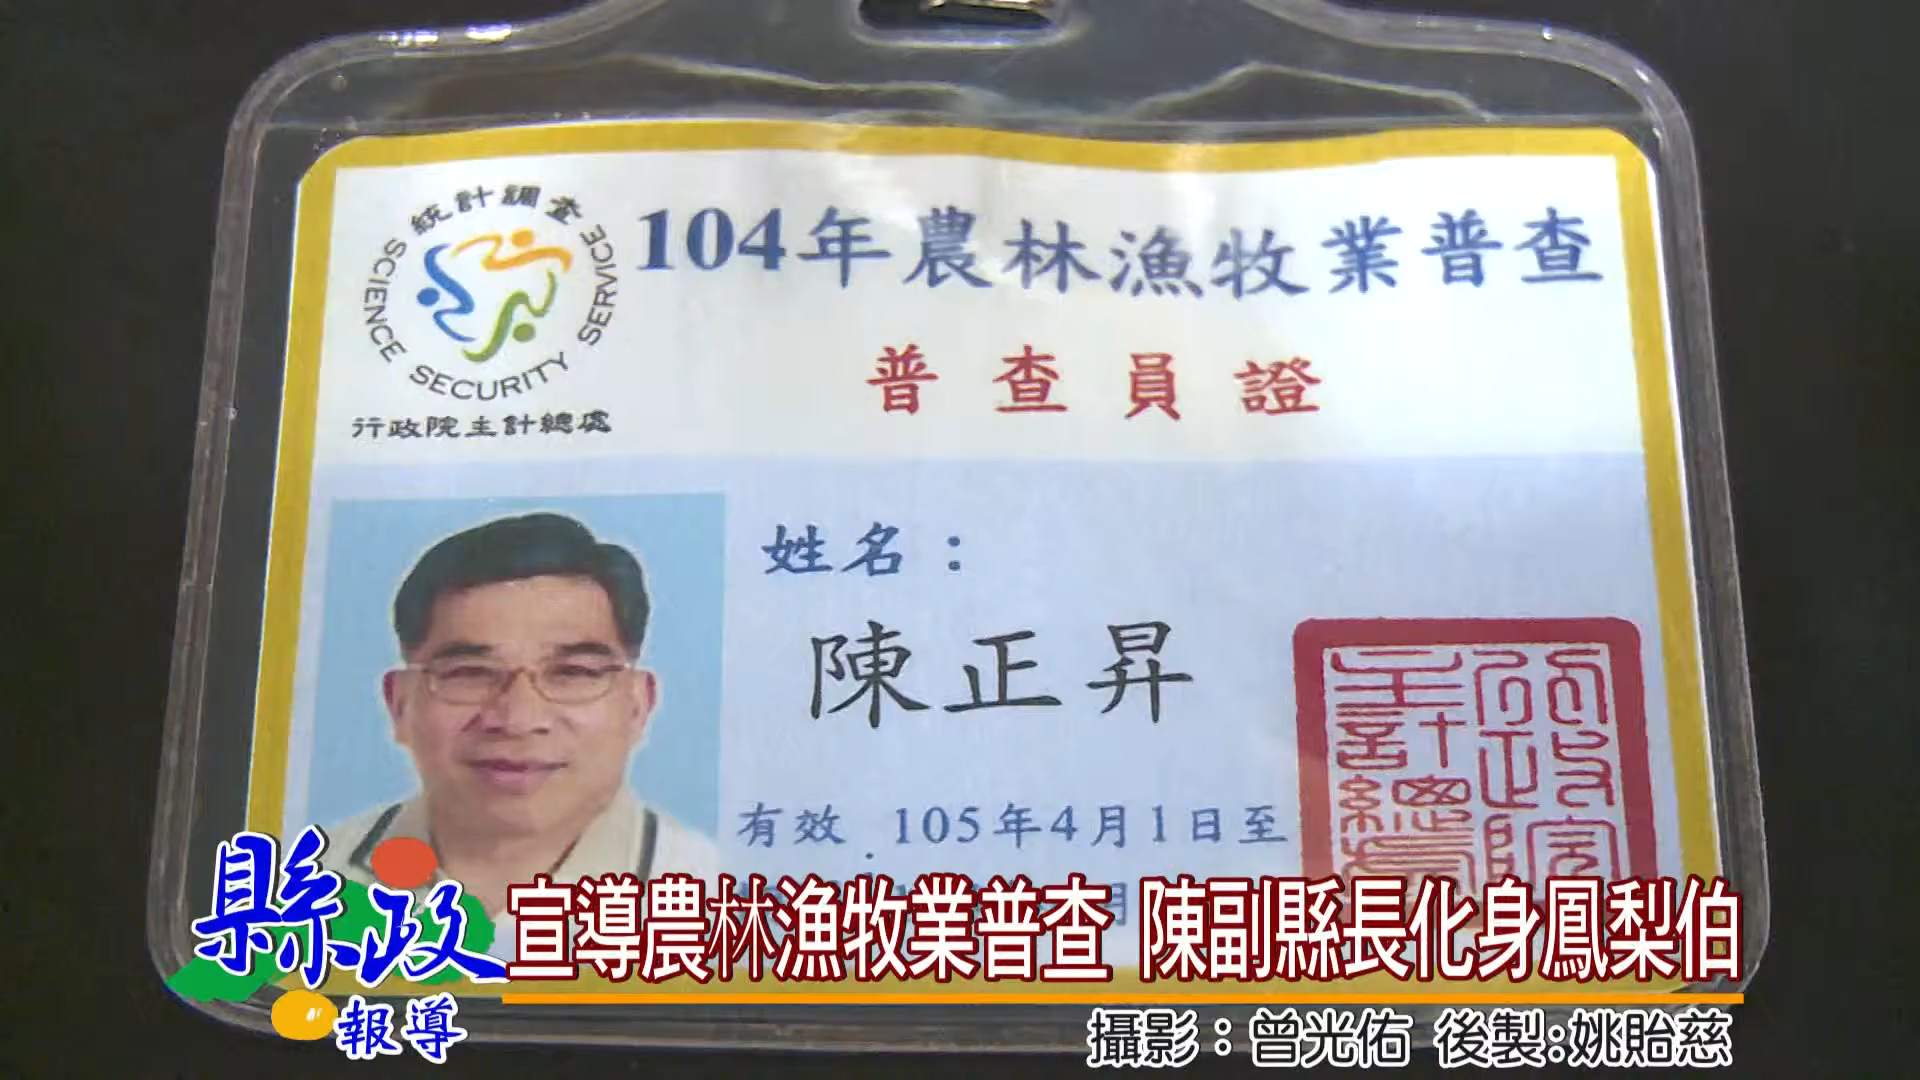 統計調查
SCIENCE SECURITY SERVICE
行政院主計總處
104年農林漁牧業普查
普查員證
姓名：
陳正昇
有效 105年4月1日至
縣政
報導
宣導農林漁牧業普查 陳副縣長化身鳳梨伯
攝影：曾光佑 後製:姚貽慈